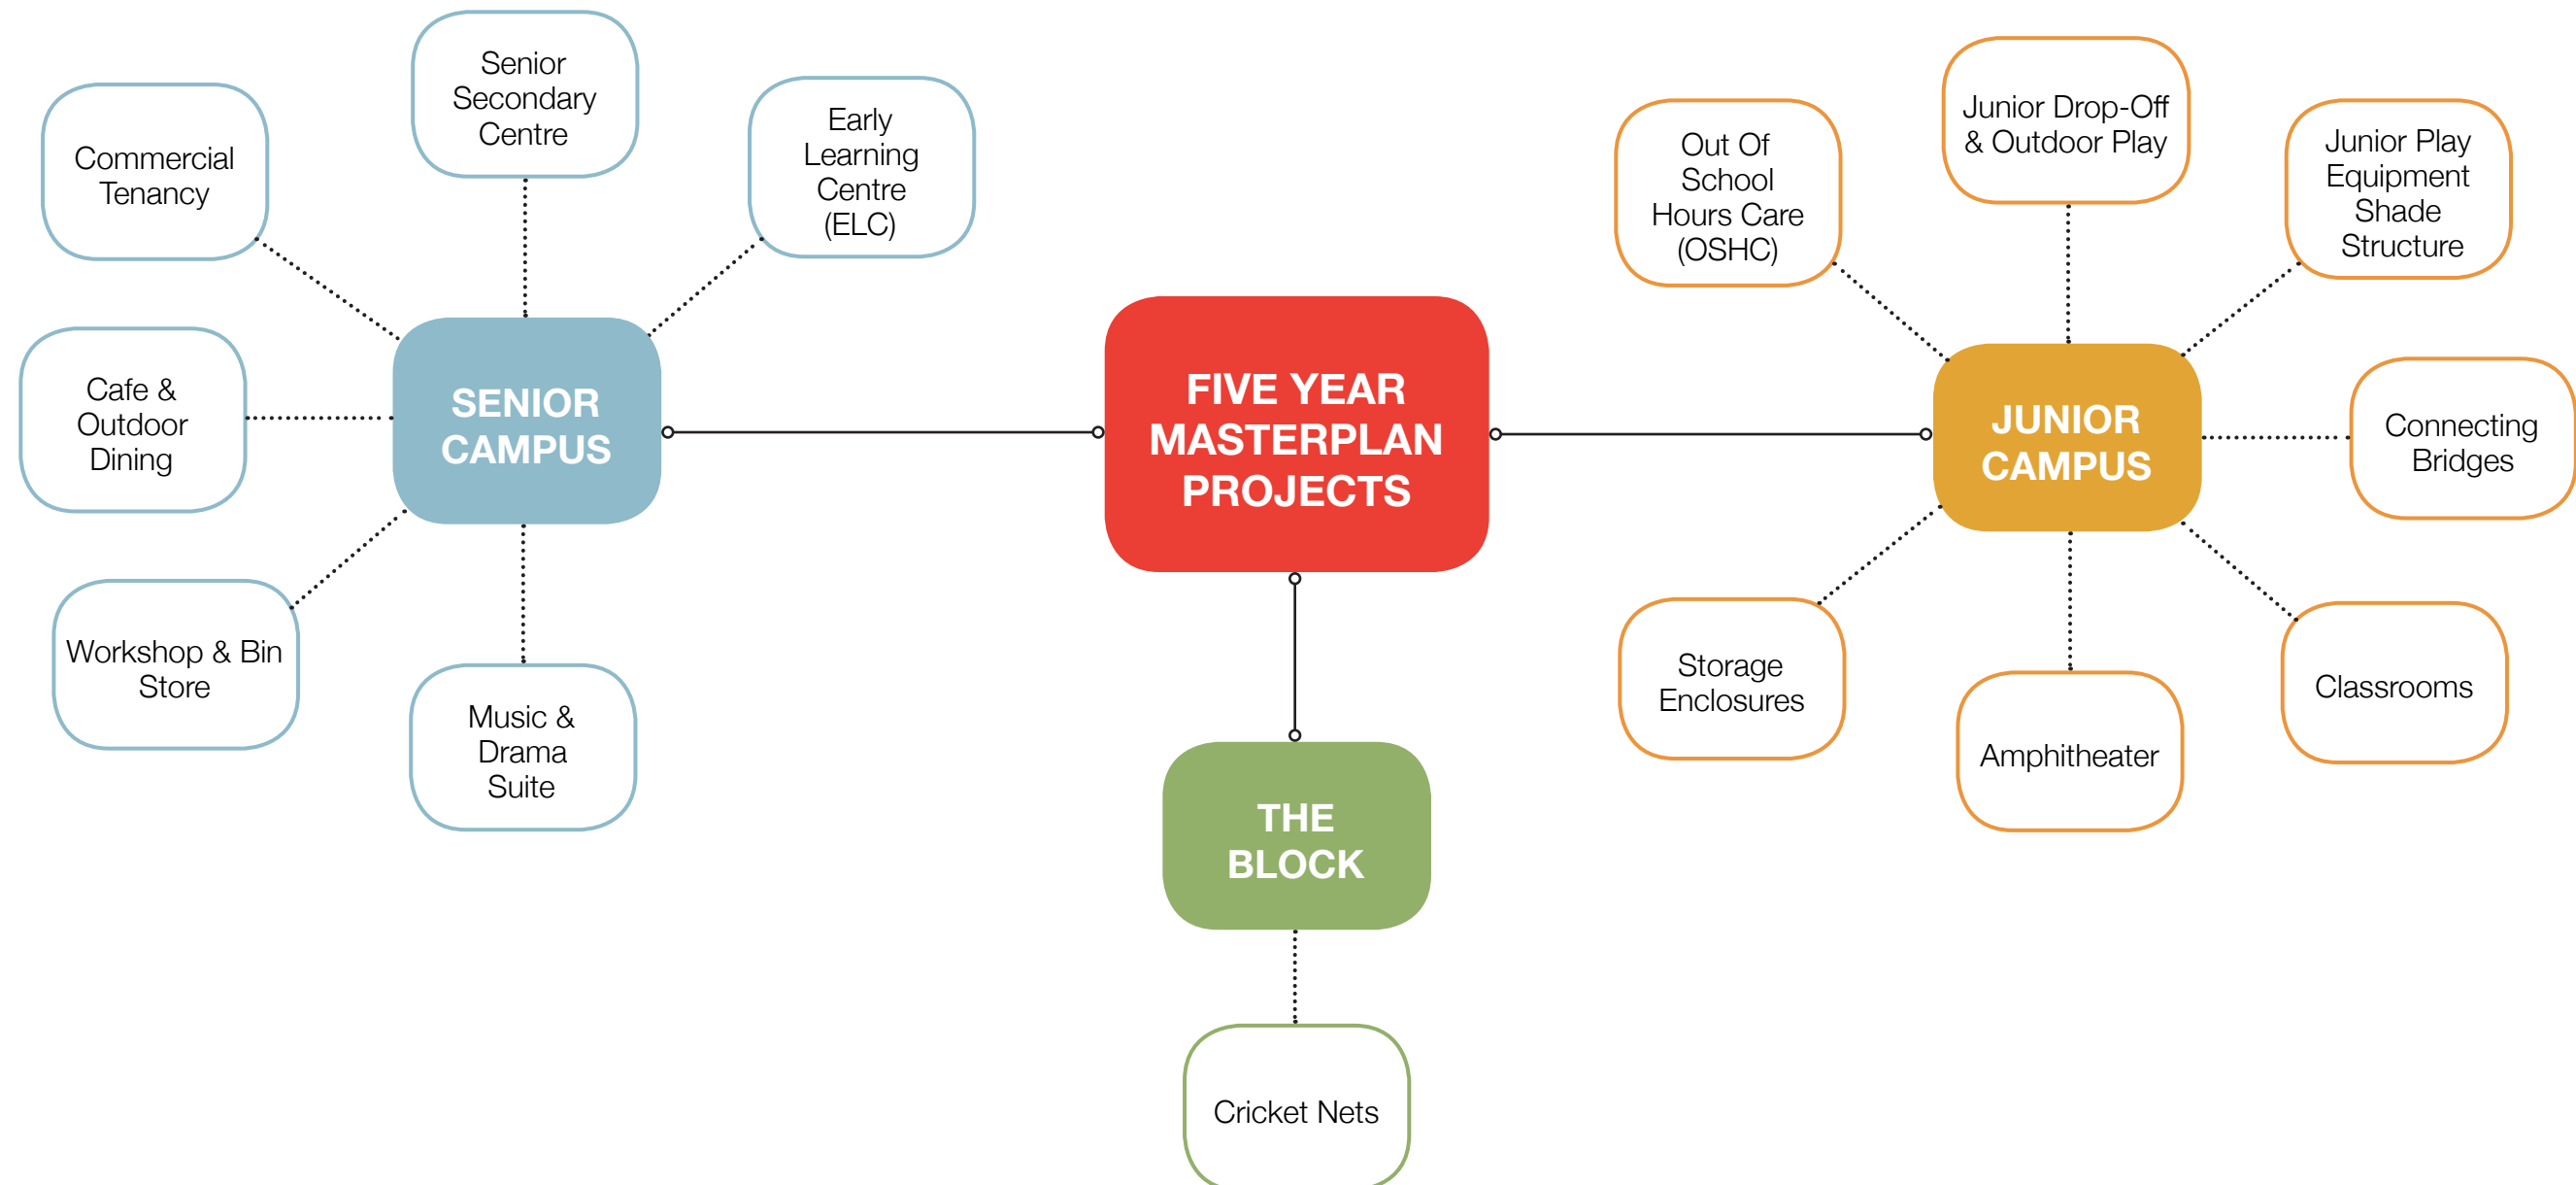 Senior
Secondary
Centre
Early
Learning
Centre
(ELC)
Commercial
Tenancy
Cafe &
Outdoor
Dining
SENIOR
CAMPUS
Workshop & Bin
Store
Music &
Drama
Suite
FIVE YEAR
MASTERPLAN
PROJECTS
THE
BLOCK
Cricket Nets
Out Of
School
Hours Care
(OSHC)
Junior Drop-Off
& Outdoor Play
Junior Play
Equipment
Shade
Structure
JUNIOR
CAMPUS
Connecting
Bridges
Storage
Enclosures
Amphitheater
Classrooms